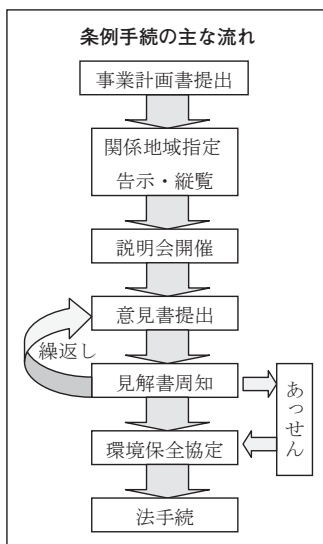 条例手続の主な流れ
事業計画書提出
関係地域指定
告示・縦覧
説明会開催
意見書提出
繰返し
見解書周知
あっせん
環境保全協定
法手続